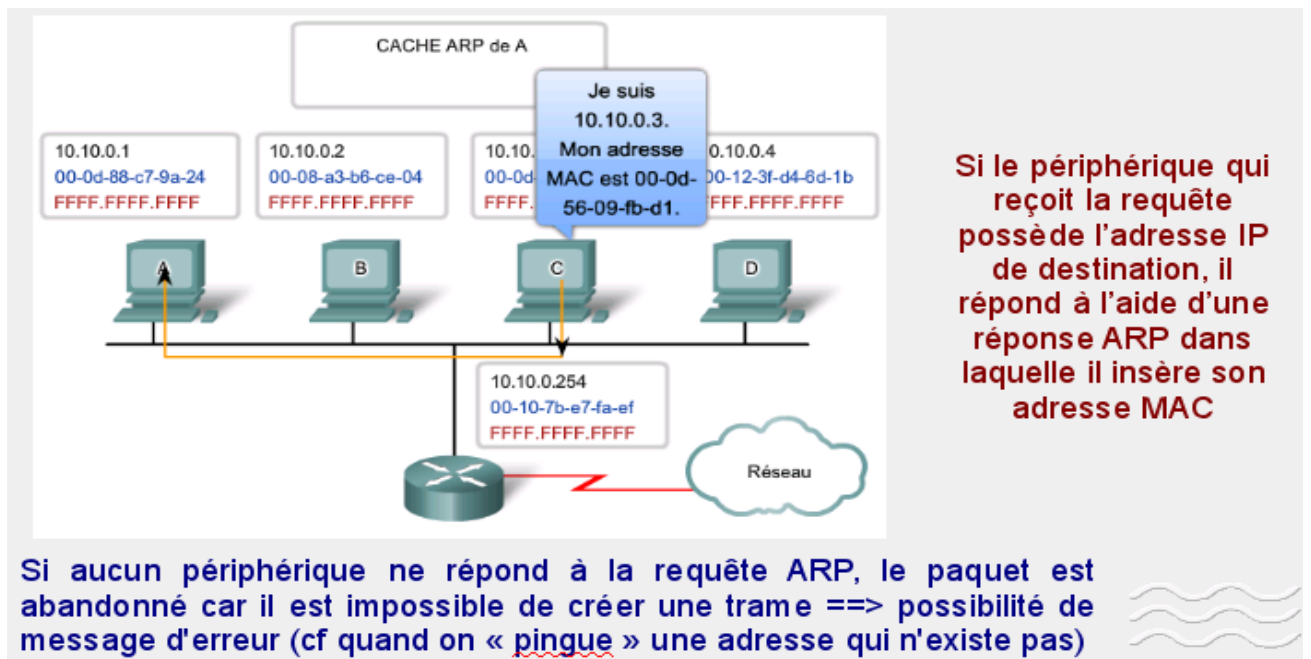 CACHE ARP de A
Je suis
10.10.0.3.
Mon adresse
MAC est 00-0d-
56-09-fb-d1.
10.10.0.1
00-0d-88-c7-9a-24
FFFF.FFFF.FFFF
10.10.0.2
00-08-a3-b6-ce-04
FFFF.FFFF.FFFF
10.10.
00-0d-
FFFF.F
0.10.0.4
00-12-3f-d4-6d-1b
FFFF.FFFF.FFFF
A
B
C
D
10.10.0.254
00-10-7b-e7-fa-ef
FFFF.FFFF.FFFF
Réseau
Si le périphérique qui
reçoit la requête
possède l’adresse IP
de destination, il
répond à l’aide d’une
réponse ARP dans
laquelle il insère son
adresse MAC
Si aucun périphérique ne répond à la requête ARP, le paquet est
abandonné car il est impossible de créer une trame ==> possibilité de
message d'erreur (cf quand on « pingue » une adresse qui n'existe pas)